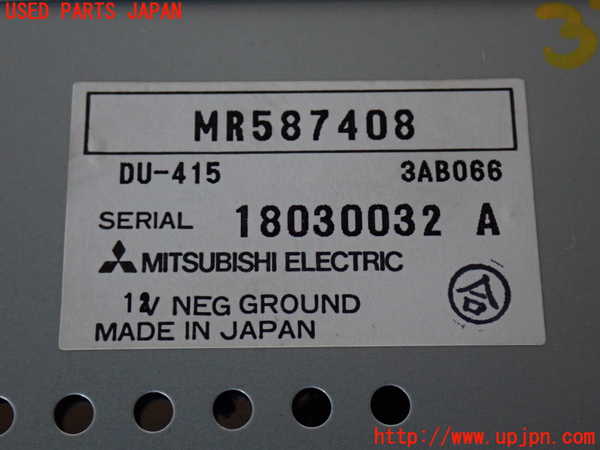 USED PARTS JAPAN
3
MR587408
DU-415 3AB066
SERIAL 18030032 A
MITSUBISHI ELECTRIC
12V NEG GROUND
合
MADE IN JAPAN
http://www.upjpn.com